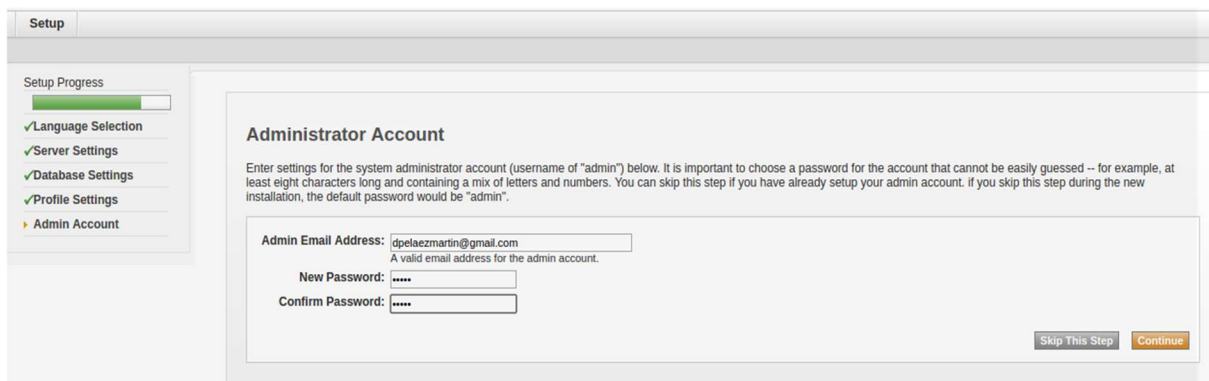 Setup
Setup Progress
Language Selection
Server Settings
Database Settings
Profile Settings
Admin Account
Administrator Account
Enter settings for the system administrator account (username of "admin") below. It is important to choose a password for the account that cannot be easily guessed -- for example, at
least eight characters long and containing a mix of letters and numbers. You can skip this step if you have already setup your admin account. if you skip this step during the new
installation, the default password would be "admin".
Admin Email Address: dpelaezmartin@gmail.com
A valid email address for the admin account.
New Password: •••••
Confirm Password: •••••
Skip This Step Continue